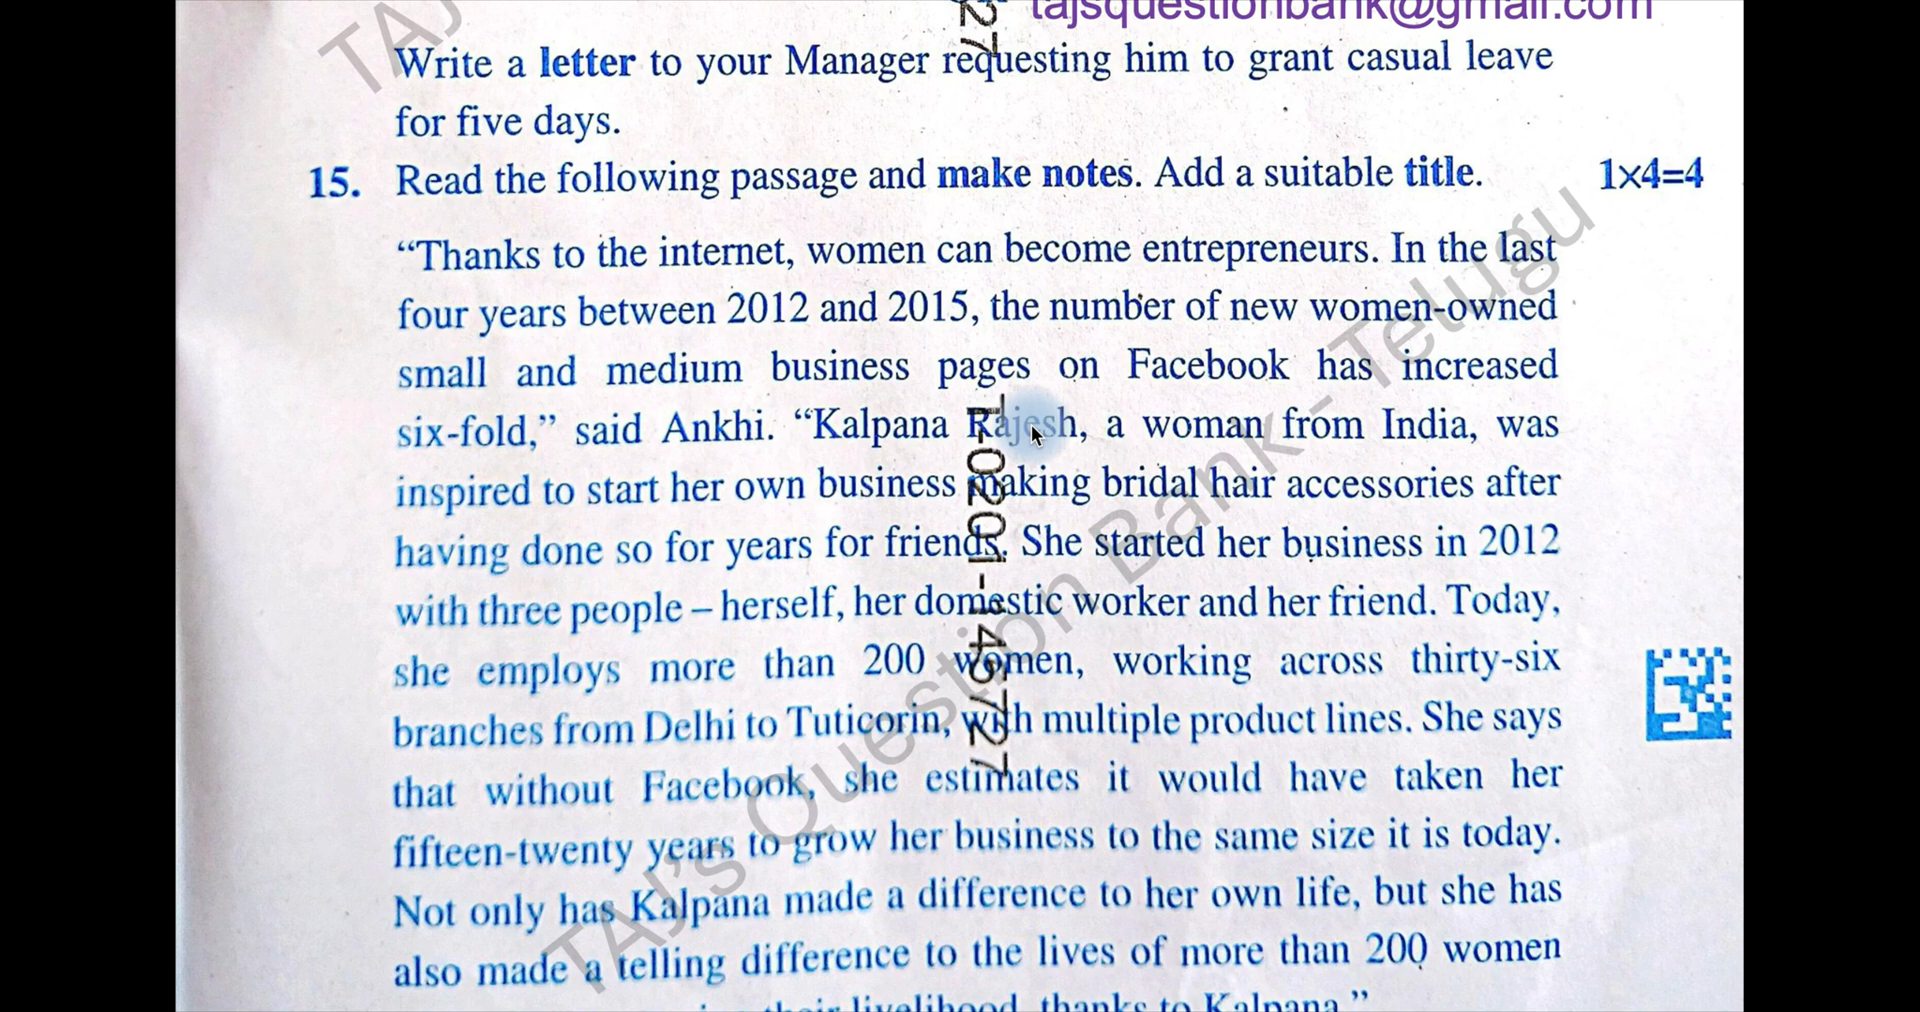 tajsquestionbank@gmail.com
Write a letter to your Manager requesting him to grant casual leave
for five days.
15. Read the following passage and make notes. Add a suitable title. 1×4=4
“Thanks to the internet, women can become entrepreneurs. In the last
four years between 2012 and 2015, the number of new women-owned
small and medium business pages on Facebook has increased
six-fold,” said Ankhi. “Kalpana Rajesh, a woman from India, was
inspired to start her own business making bridal hair accessories after
having done so for years for friends. She started her business in 2012
with three people – herself, her domestic worker and her friend. Today,
she employs more than 200 women, working across thirty-six
branches from Delhi to Tuticorin, with multiple product lines. She says
that without Facebook, she estimates it would have taken her
fifteen-twenty years to grow her business to the same size it is today.
Not only has Kalpana made a difference to her own life, but she has
also made a telling difference to the lives of more than 200 women
their livelihood, thanks to Kalpana.”
TAJ's Question Bank - Telugu
TAJ
27
-0201-46727